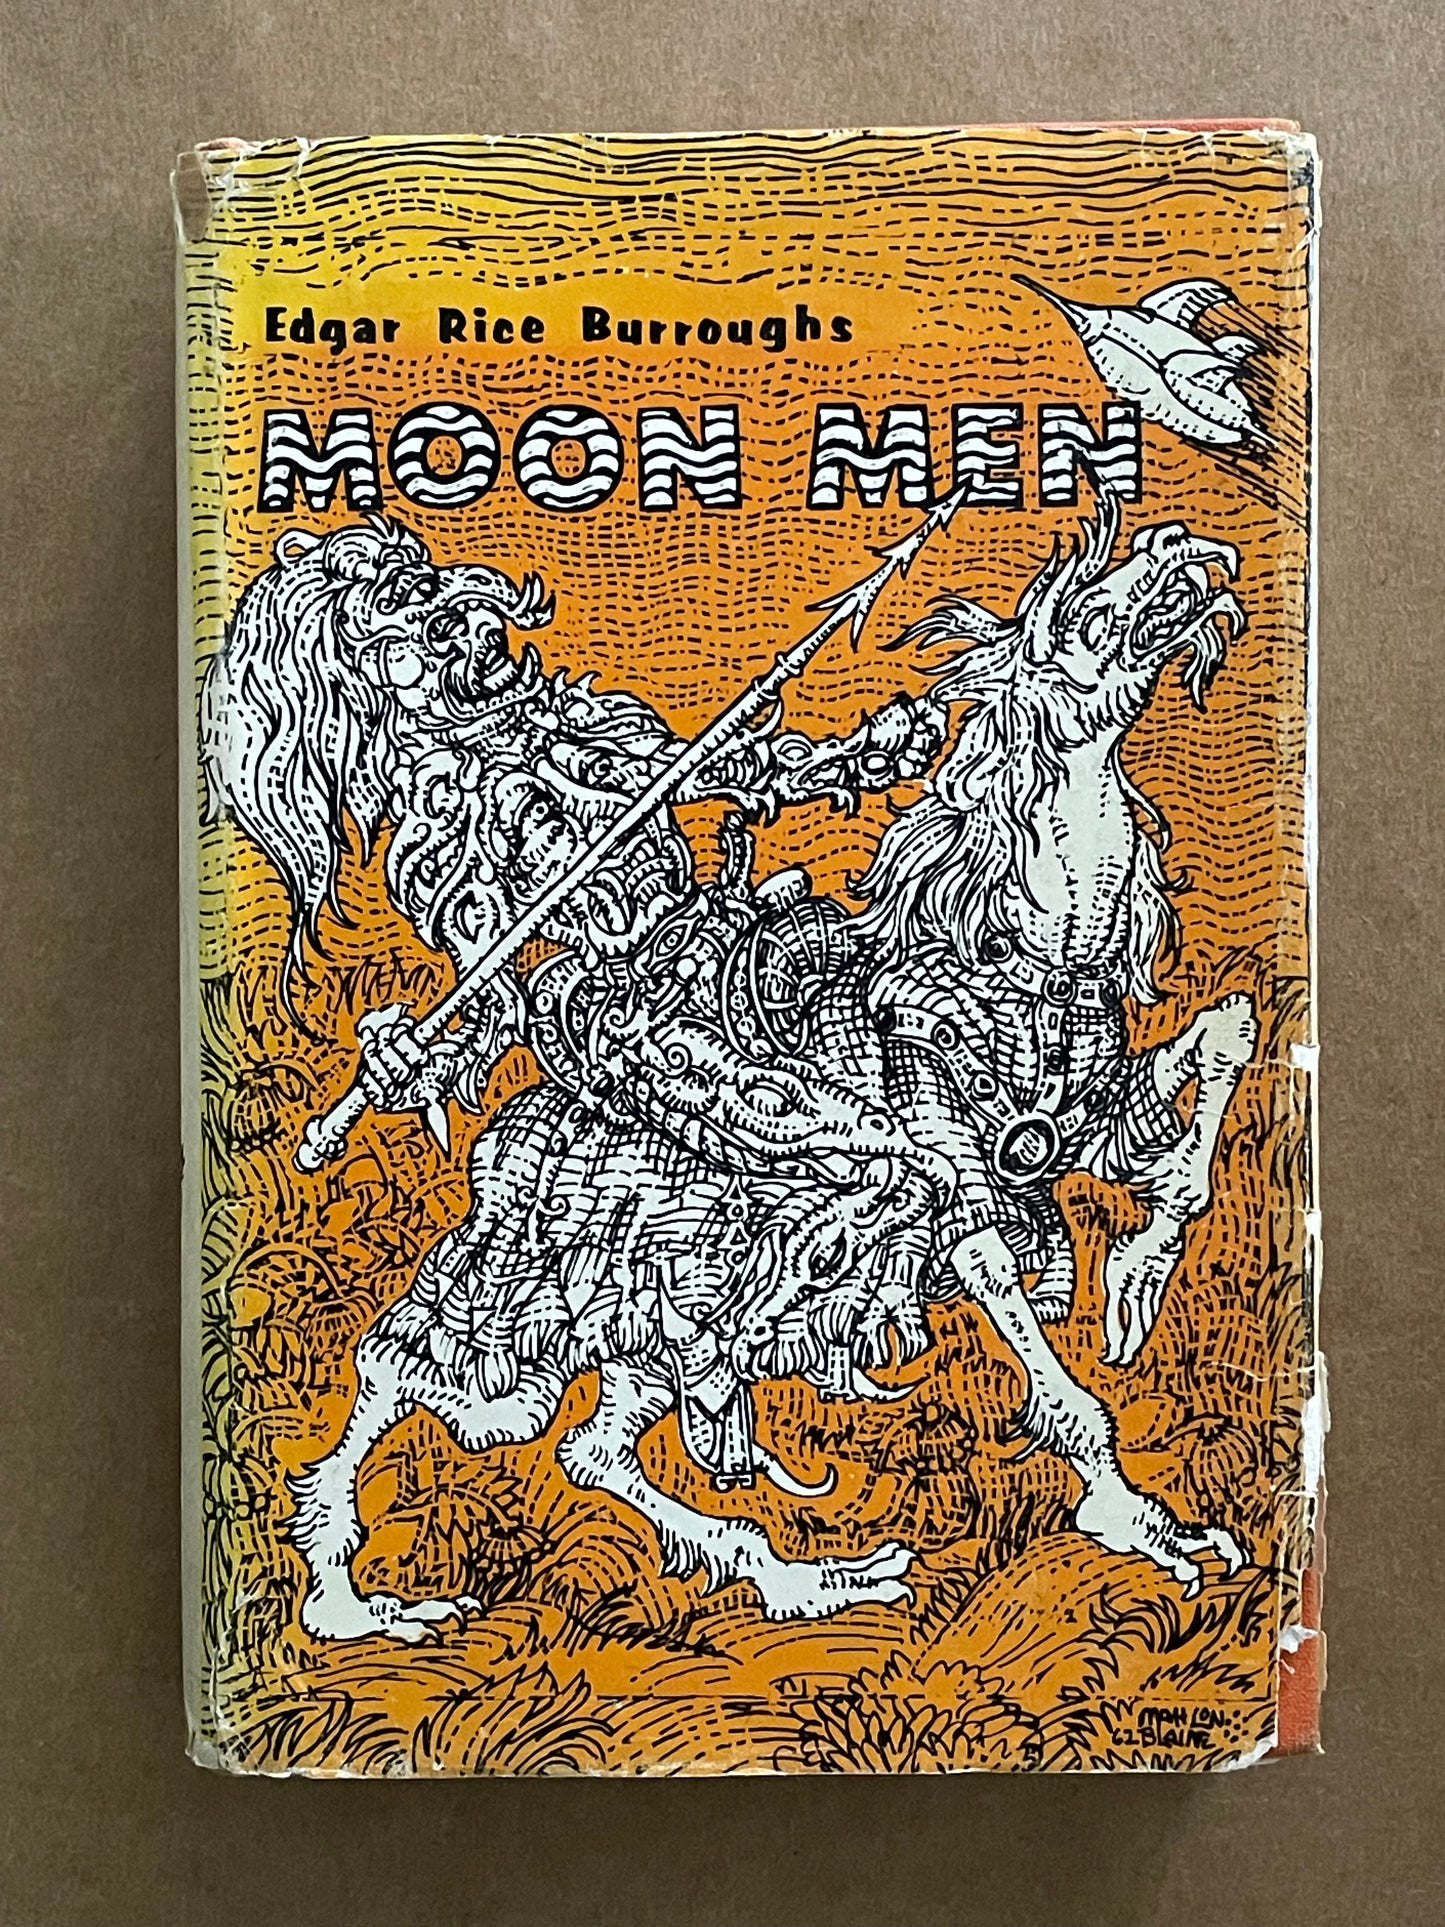 Edgar Rice Burroughs
MOON MEN
MAHLON
62 BLAINE